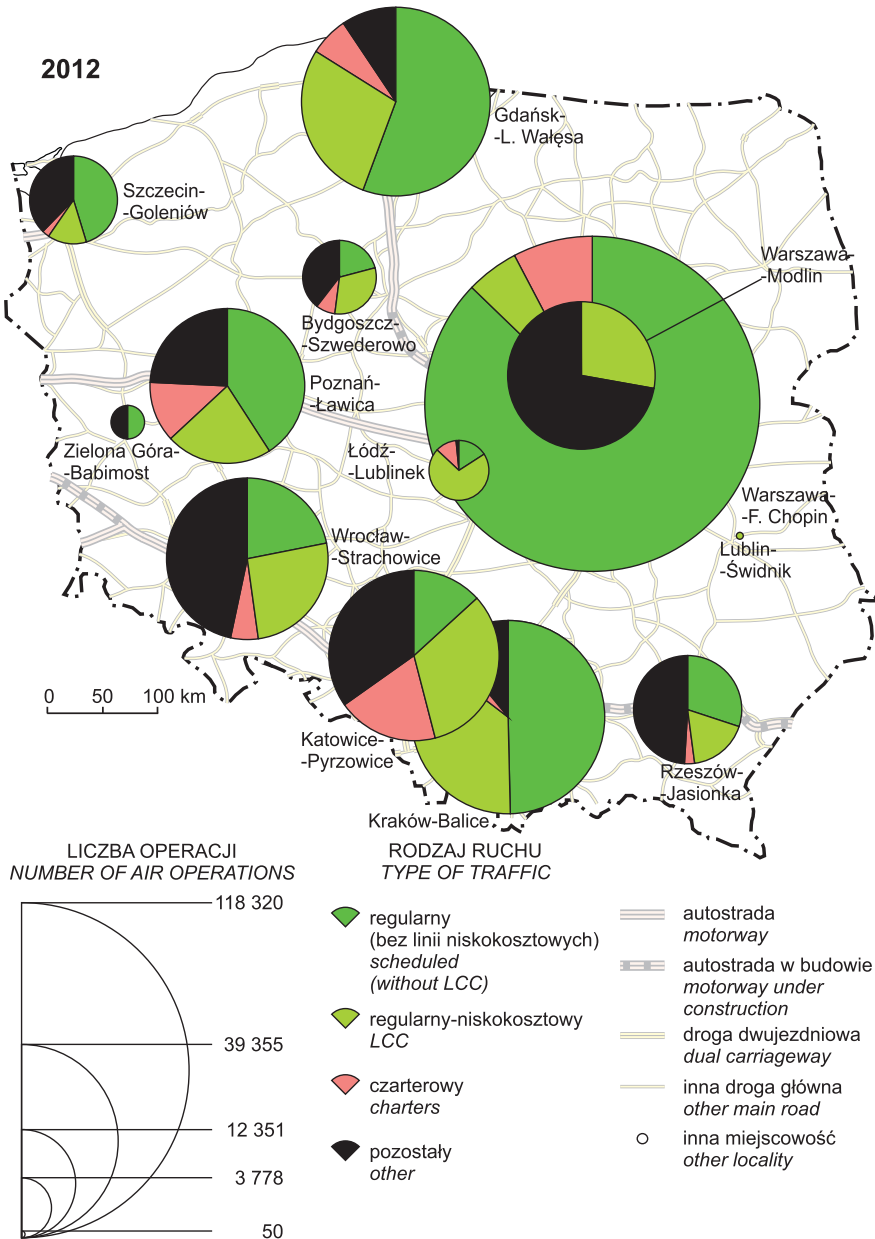 2012
Gdańsk-
-L. Wałęsa
Szczecin-
-Goleniów
Warszawa-
-Modlin
Bydgoszcz-
-Szwederowo
Poznań-
-Ławica
Zielona Góra-
-Babimost
Łódź-
-Lublinek
Warszawa-
-F. Chopin
Lublin-
-Świdnik
Wrocław-
-Strachowice
0 50 100 km
Katowice-
-Pyrzowice
Rzeszów-
-Jasionka
Kraków-Balice
LICZBA OPERACJI
NUMBER OF AIR OPERATIONS
118 320
39 355
12 351
3 778
50
RODZAJ RUCHU
TYPE OF TRAFFIC
regularny
(bez linii niskokosztowych)
scheduled
(without LCC)
regularny-niskokosztowy
LCC
czarterowy
charters
pozostały
other
autostrada
motorway
autostrada w budowie
motorway under
construction
droga dwujezdniowa
dual carriageway
inna droga główna
other main road
inna miejscowość
other locality